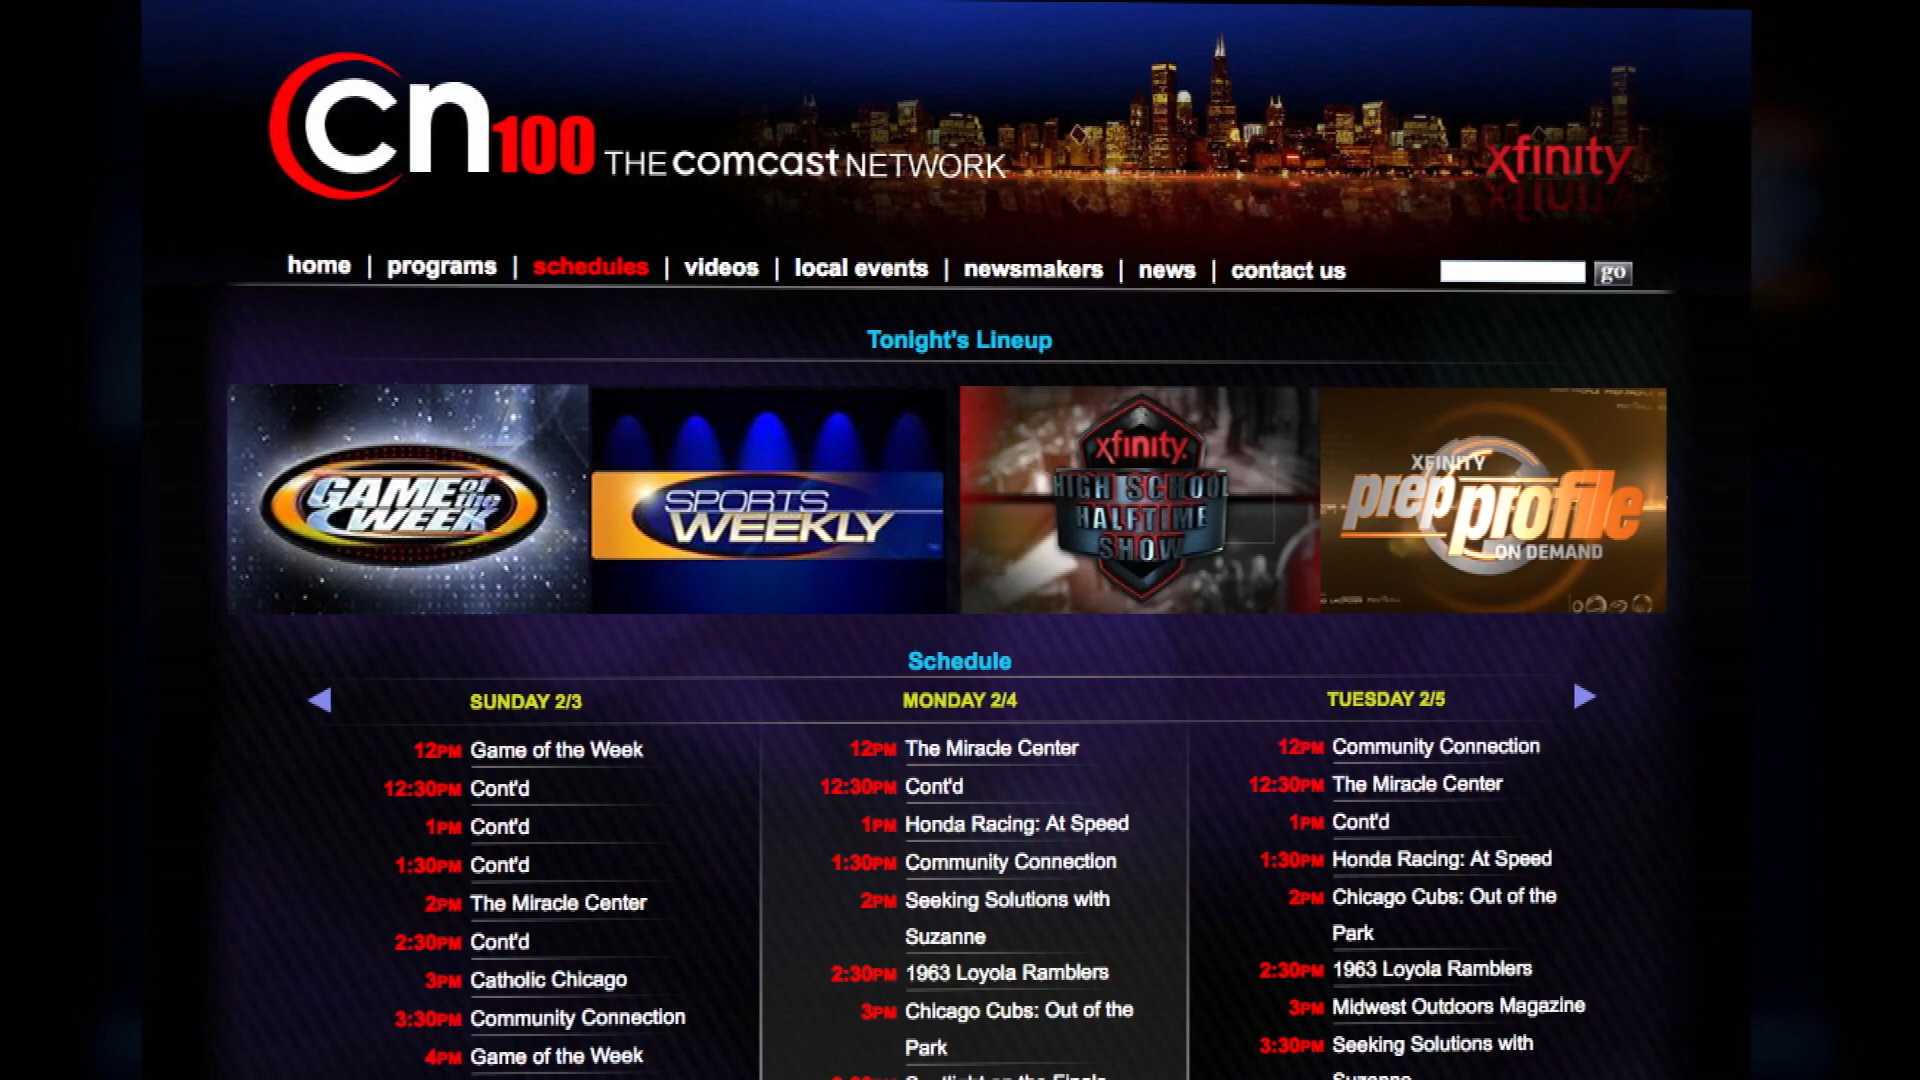 cn100 THE comcast NETWORK
xfinity
home | programs | schedules | videos | local events | newsmakers | news | contact us
go
Tonight's Lineup
GAME of the WEEK
SPORTS WEEKLY
xfinity
HIGH SCHOOL
HALFTIME
SHOW
XFINITY
prep profile
ON DEMAND
Schedule
SUNDAY 2/3
12PM Game of the Week
12:30PM Cont'd
1PM Cont'd
1:30PM Cont'd
2PM The Miracle Center
2:30PM Cont'd
3PM Catholic Chicago
3:30PM Community Connection
4PM Game of the Week
MONDAY 2/4
12PM The Miracle Center
12:30PM Cont'd
1PM Honda Racing: At Speed
1:30PM Community Connection
2PM Seeking Solutions with
Suzanne
2:30PM 1963 Loyola Ramblers
3PM Chicago Cubs: Out of the
Park
TUESDAY 2/5
12PM Community Connection
12:30PM The Miracle Center
1PM Cont'd
1:30PM Honda Racing: At Speed
2PM Chicago Cubs: Out of the
Park
2:30PM 1963 Loyola Ramblers
3PM Midwest Outdoors Magazine
3:30PM Seeking Solutions with
Suzanne